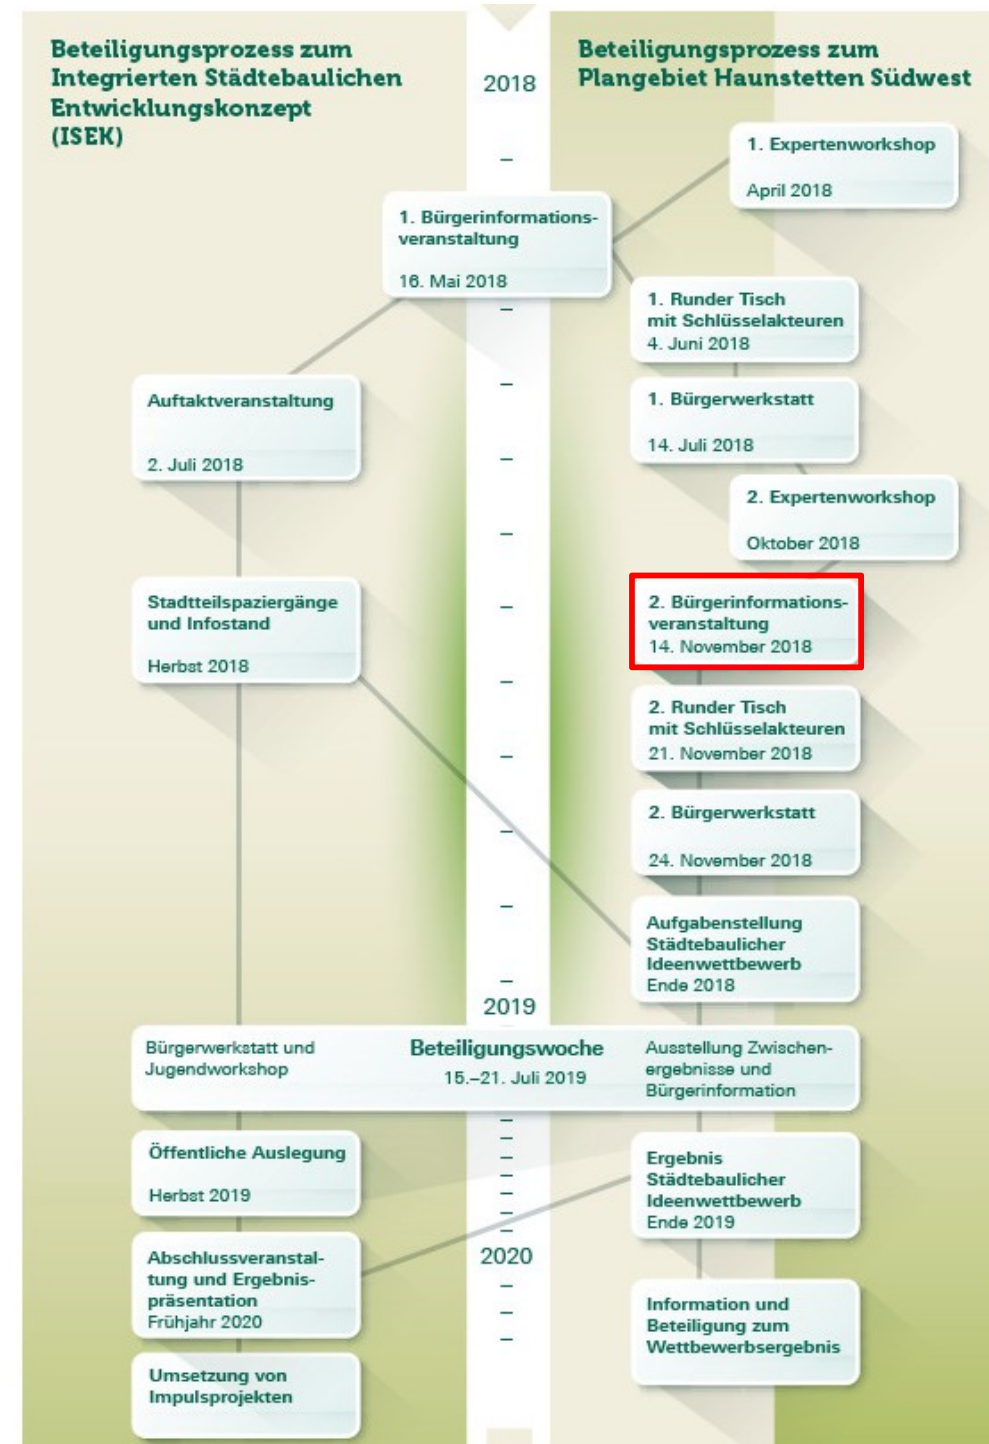 Beteiligungsprozess zum
Integrierten Städtebaulichen
Entwicklungskonzept
(ISEK)
2018
Beteiligungsprozess zum
Plangebiet Haunstetten Südwest
1. Expertenworkshop
April 2018
1. Bürgerinformations-
veranstaltung
16. Mai 2018
1. Runder Tisch
mit Schlüsselakteuren
4. Juni 2018
Auftaktveranstaltung
2. Juli 2018
1. Bürgerwerkstatt
14. Juli 2018
2. Expertenworkshop
Oktober 2018
Stadtteilspaziergänge
und Infostand
Herbst 2018
2. Bürgerinformations-
veranstaltung
14. November 2018
2. Runder Tisch
mit Schlüsselakteuren
21. November 2018
2. Bürgerwerkstatt
24. November 2018
Aufgabenstellung
Städtebaulicher
Ideenwettbewerb
Ende 2018
2019
Bürgerwerkstatt und
Jugendworkshop
Beteiligungswoche
15.–21. Juli 2019
Ausstellung Zwischen-
ergebnisse und
Bürgerinformation
Öffentliche Auslegung
Herbst 2019
Ergebnis
Städtebaulicher
Ideenwettbewerb
Ende 2019
2020
Abschlussveranstal-
tung und Ergebnis-
präsentation
Frühjahr 2020
Information und
Beteiligung zum
Wettbewerbsergebnis
Umsetzung von
Impulsprojekten